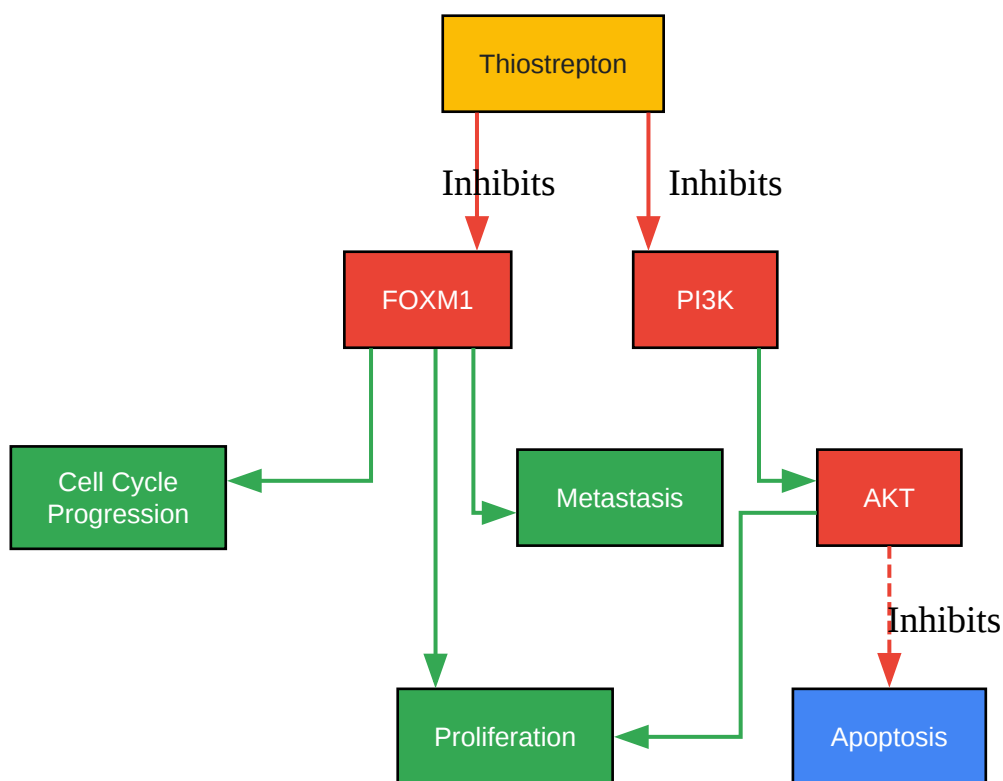 Thiostrepton
Inhibits
Inhibits
FOXM1
PI3K
Cell Cycle
Progression
Metastasis
AKT
Inhibits
Proliferation
Apoptosis